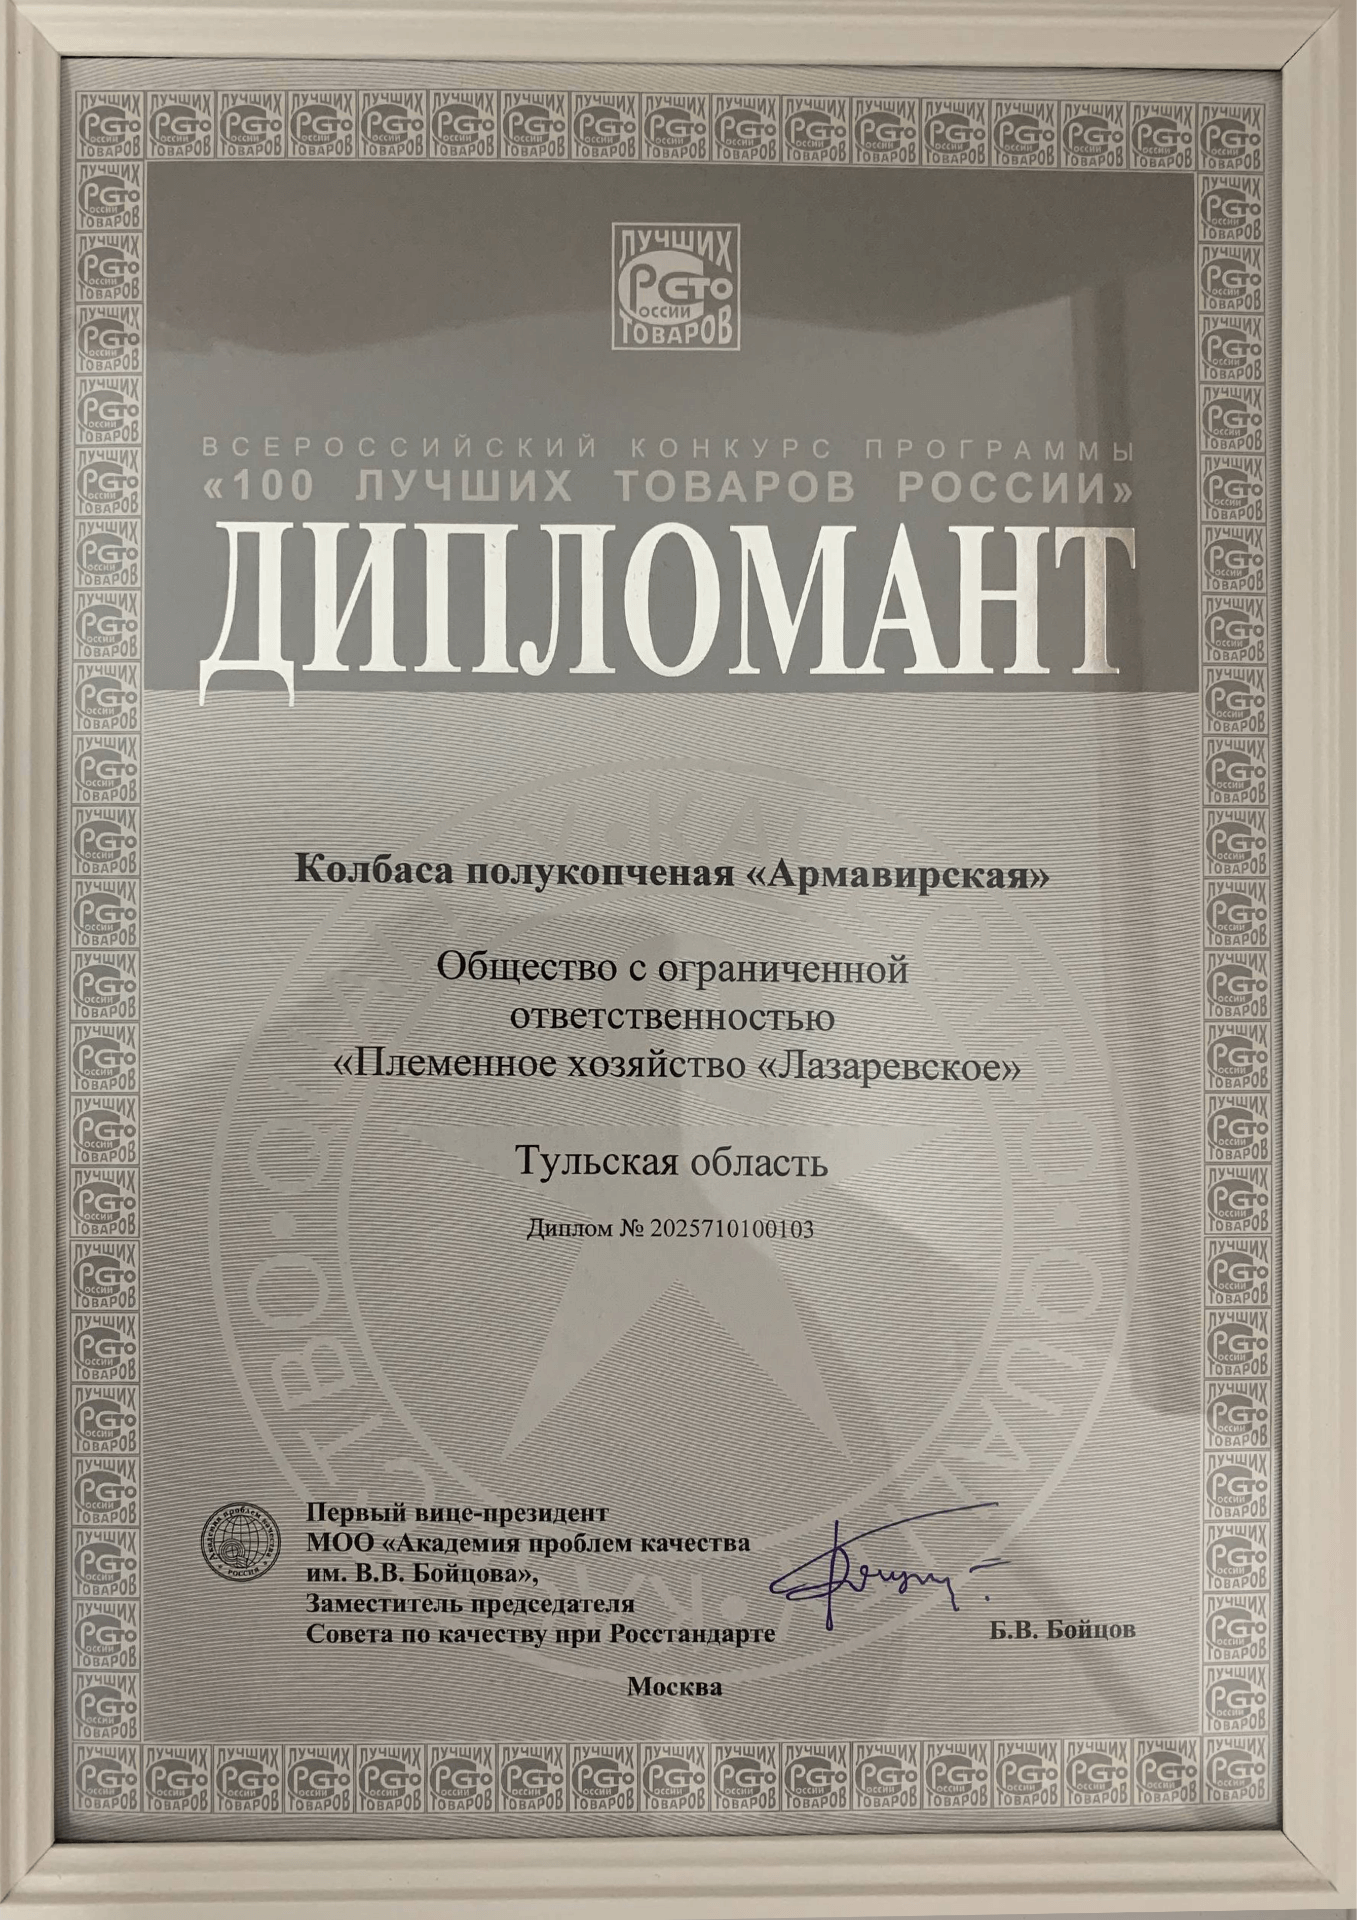 ЛУЧШИХ
СТО
РОССИИ
ТОВАРОВ
ВСЕРОССИЙСКИЙ КОНКУРС ПРОГРАММЫ
«100 ЛУЧШИХ ТОВАРОВ РОССИИ»
ДИПЛОМАНТ
Колбаса полукопченая «Армавирская»
Общество с ограниченной
ответственностью
«Племенное хозяйство «Лазаревское»
Тульская область
Диплом № 2025710100103
Первый вице-президент
МОО «Академия проблем качества
им. В.В. Бойцова»,
Заместитель председателя
Совета по качеству при Росстандарте
Б.В. Бойцов
Москва